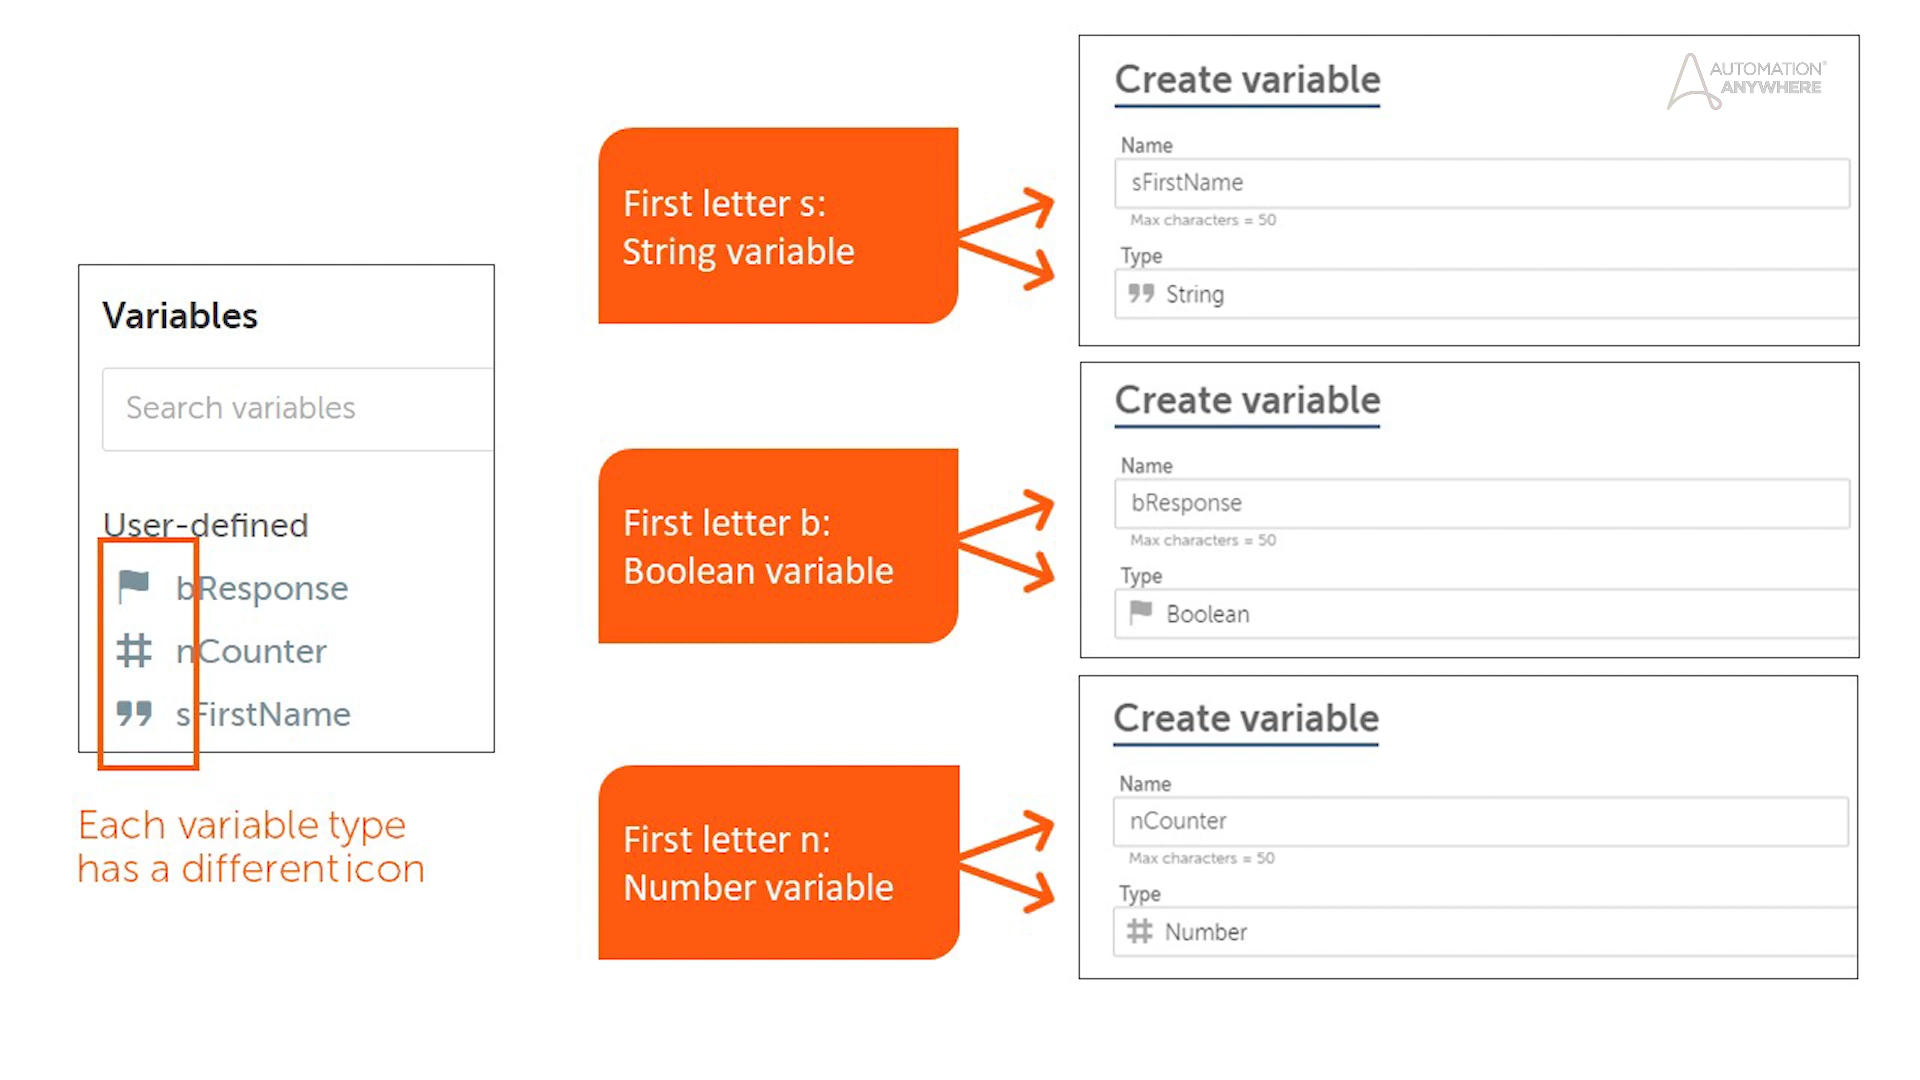 Variables
Search variables
User-defined
bResponse
nCounter
sFirstName
Each variable type
has a different icon
First letter s:
String variable
First letter b:
Boolean variable
First letter n:
Number variable
Create variable
AUTOMATION
ANYWHERE
Name
sFirstName
Max characters = 50
Type
String
Create variable
Name
bResponse
Max characters = 50
Type
Boolean
Create variable
Name
nCounter
Max characters = 50
Type
Number